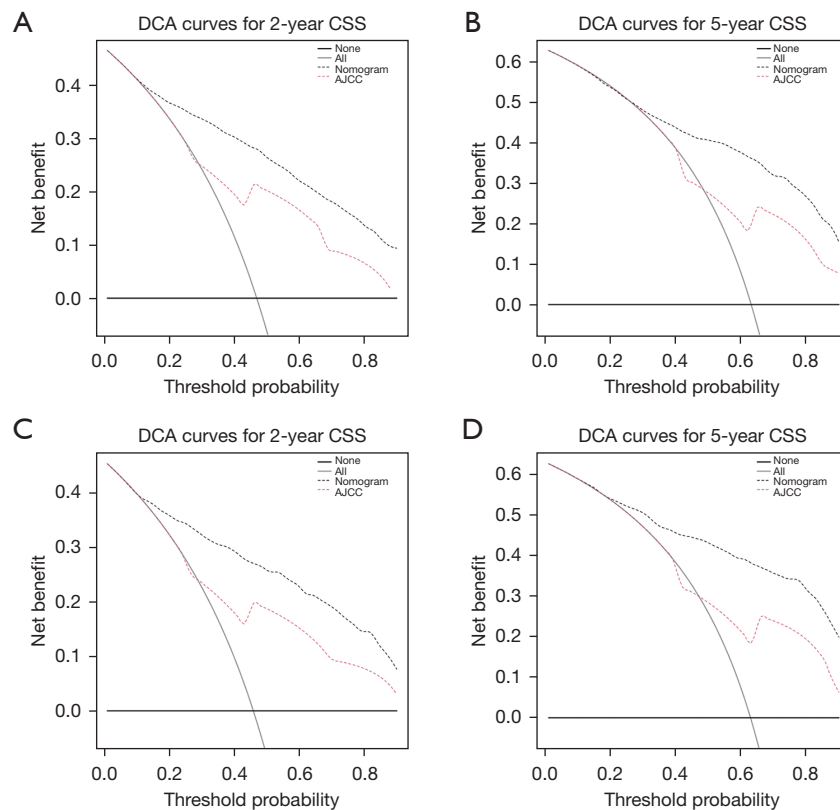 A
DCA curves for 2-year CSS
None
All
Nomogram
AJCC
0.4
0.3
0.2
0.1
0.0
Net benefit
0.0 0.2 0.4 0.6 0.8
Threshold probability
B
DCA curves for 5-year CSS
None
All
Nomogram
AJCC
0.6
0.5
0.4
0.3
0.2
0.1
0.0
Net benefit
0.0 0.2 0.4 0.6 0.8
Threshold probability
C
DCA curves for 2-year CSS
None
All
Nomogram
AJCC
0.4
0.3
0.2
0.1
0.0
Net benefit
0.0 0.2 0.4 0.6 0.8
Threshold probability
D
DCA curves for 5-year CSS
None
All
Nomogram
AJCC
0.6
0.5
0.4
0.3
0.2
0.1
0.0
Net benefit
0.0 0.2 0.4 0.6 0.8
Threshold probability